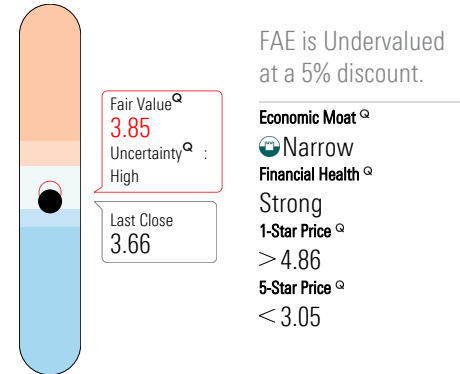 FAE is Undervalued
at a 5% discount.
Fair Value Q
3.85
Uncertainty Q :
High
Last Close
3.66
Economic Moat Q
Narrow
Financial Health Q
Strong
1-Star Price Q
>4.86
5-Star Price Q
<3.05